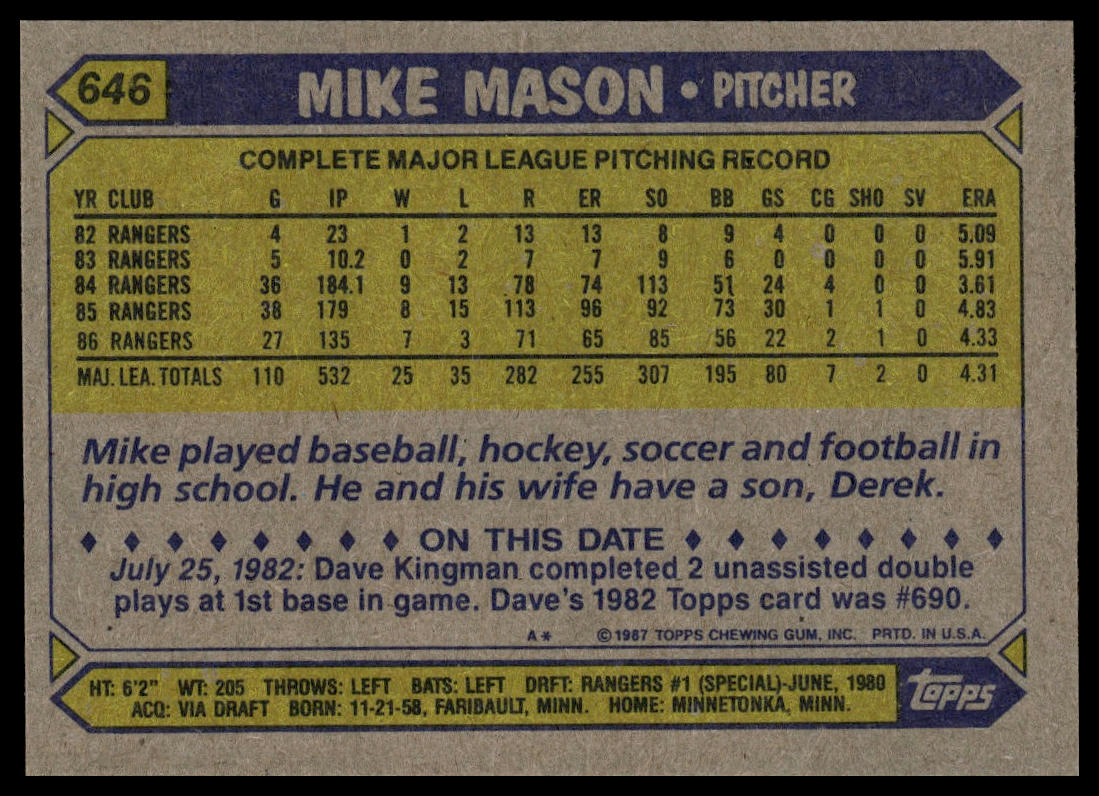 646 MIKE MASON • PITCHER
COMPLETE MAJOR LEAGUE PITCHING RECORD
YR CLUB G IP W L R ER SO BB GS CG SHO SV ERA
82 RANGERS 4 23 1 2 13 13 8 9 4 0 0 0 5.09
83 RANGERS 5 10.2 0 2 7 7 9 6 0 0 0 0 5.91
84 RANGERS 36 184.1 9 13 78 74 113 51 24 4 0 0 3.61
85 RANGERS 38 179 8 15 113 96 92 73 30 1 1 0 4.83
86 RANGERS 27 135 7 3 71 65 85 56 22 2 1 0 4.33
MAJ. LEA. TOTALS 110 532 25 35 282 255 307 195 80 7 2 0 4.31
Mike played baseball, hockey, soccer and football in
high school. He and his wife have a son, Derek.
♦ ♦ ♦ ♦ ♦ ♦ ♦ ♦ ON THIS DATE ♦ ♦ ♦ ♦ ♦ ♦ ♦ ♦
July 25, 1982: Dave Kingman completed 2 unassisted double
plays at 1st base in game. Dave's 1982 Topps card was #690.
A* ©1987 TOPPS CHEWING GUM, INC. PRTD. IN U.S.A.
HT: 6'2" WT: 205 THROWS: LEFT BATS: LEFT DRFT: RANGERS #1 (SPECIAL)-JUNE, 1980
ACQ: VIA DRAFT BORN: 11-21-58, FARIBAULT, MINN. HOME: MINNETONKA, MINN.
topps